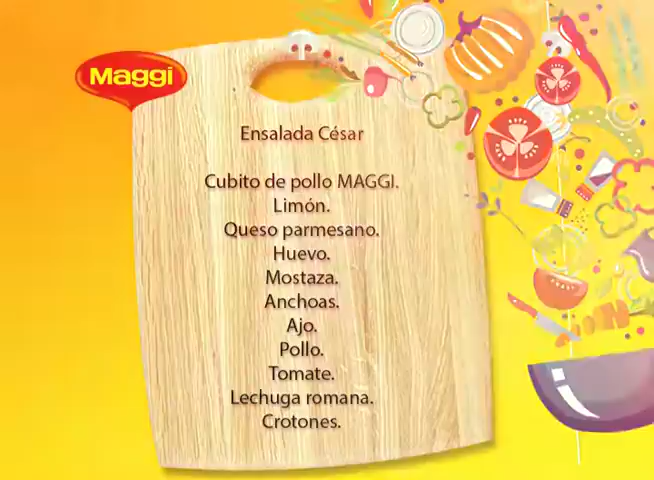 Maggi
Ensalada César
Cubito de pollo MAGGI.
Limón.
Queso parmesano.
Huevo.
Mostaza.
Anchoas.
Ajo.
Pollo.
Tomate.
Lechuga romana.
Crotones.